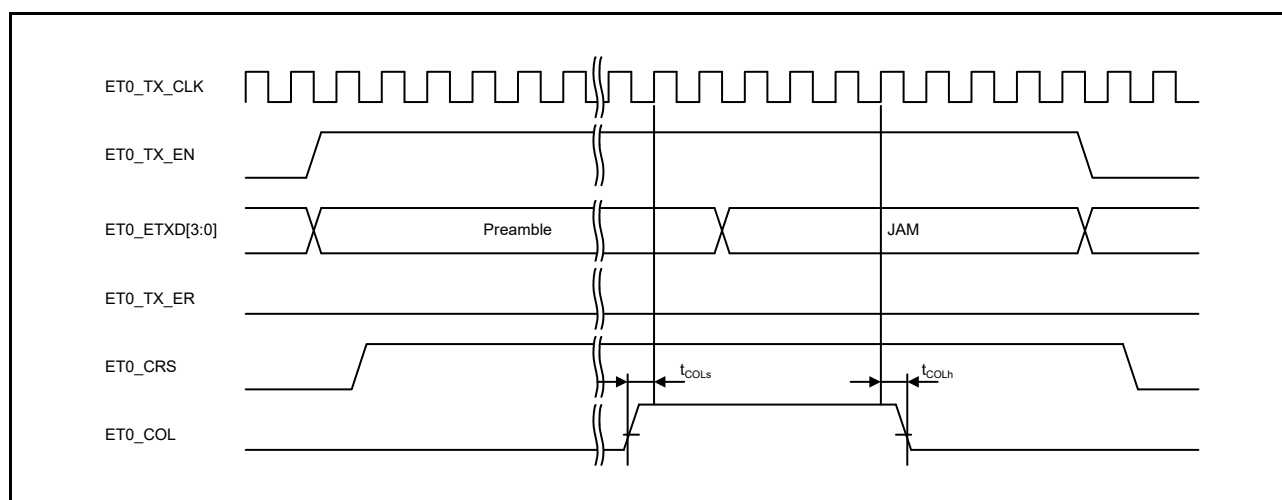 ET0_TX_CLK
ET0_TX_EN
ET0_ETXD[3:0]
Preamble
JAM
ET0_TX_ER
ET0_CRS
tCOLs
tCOLh
ET0_COL